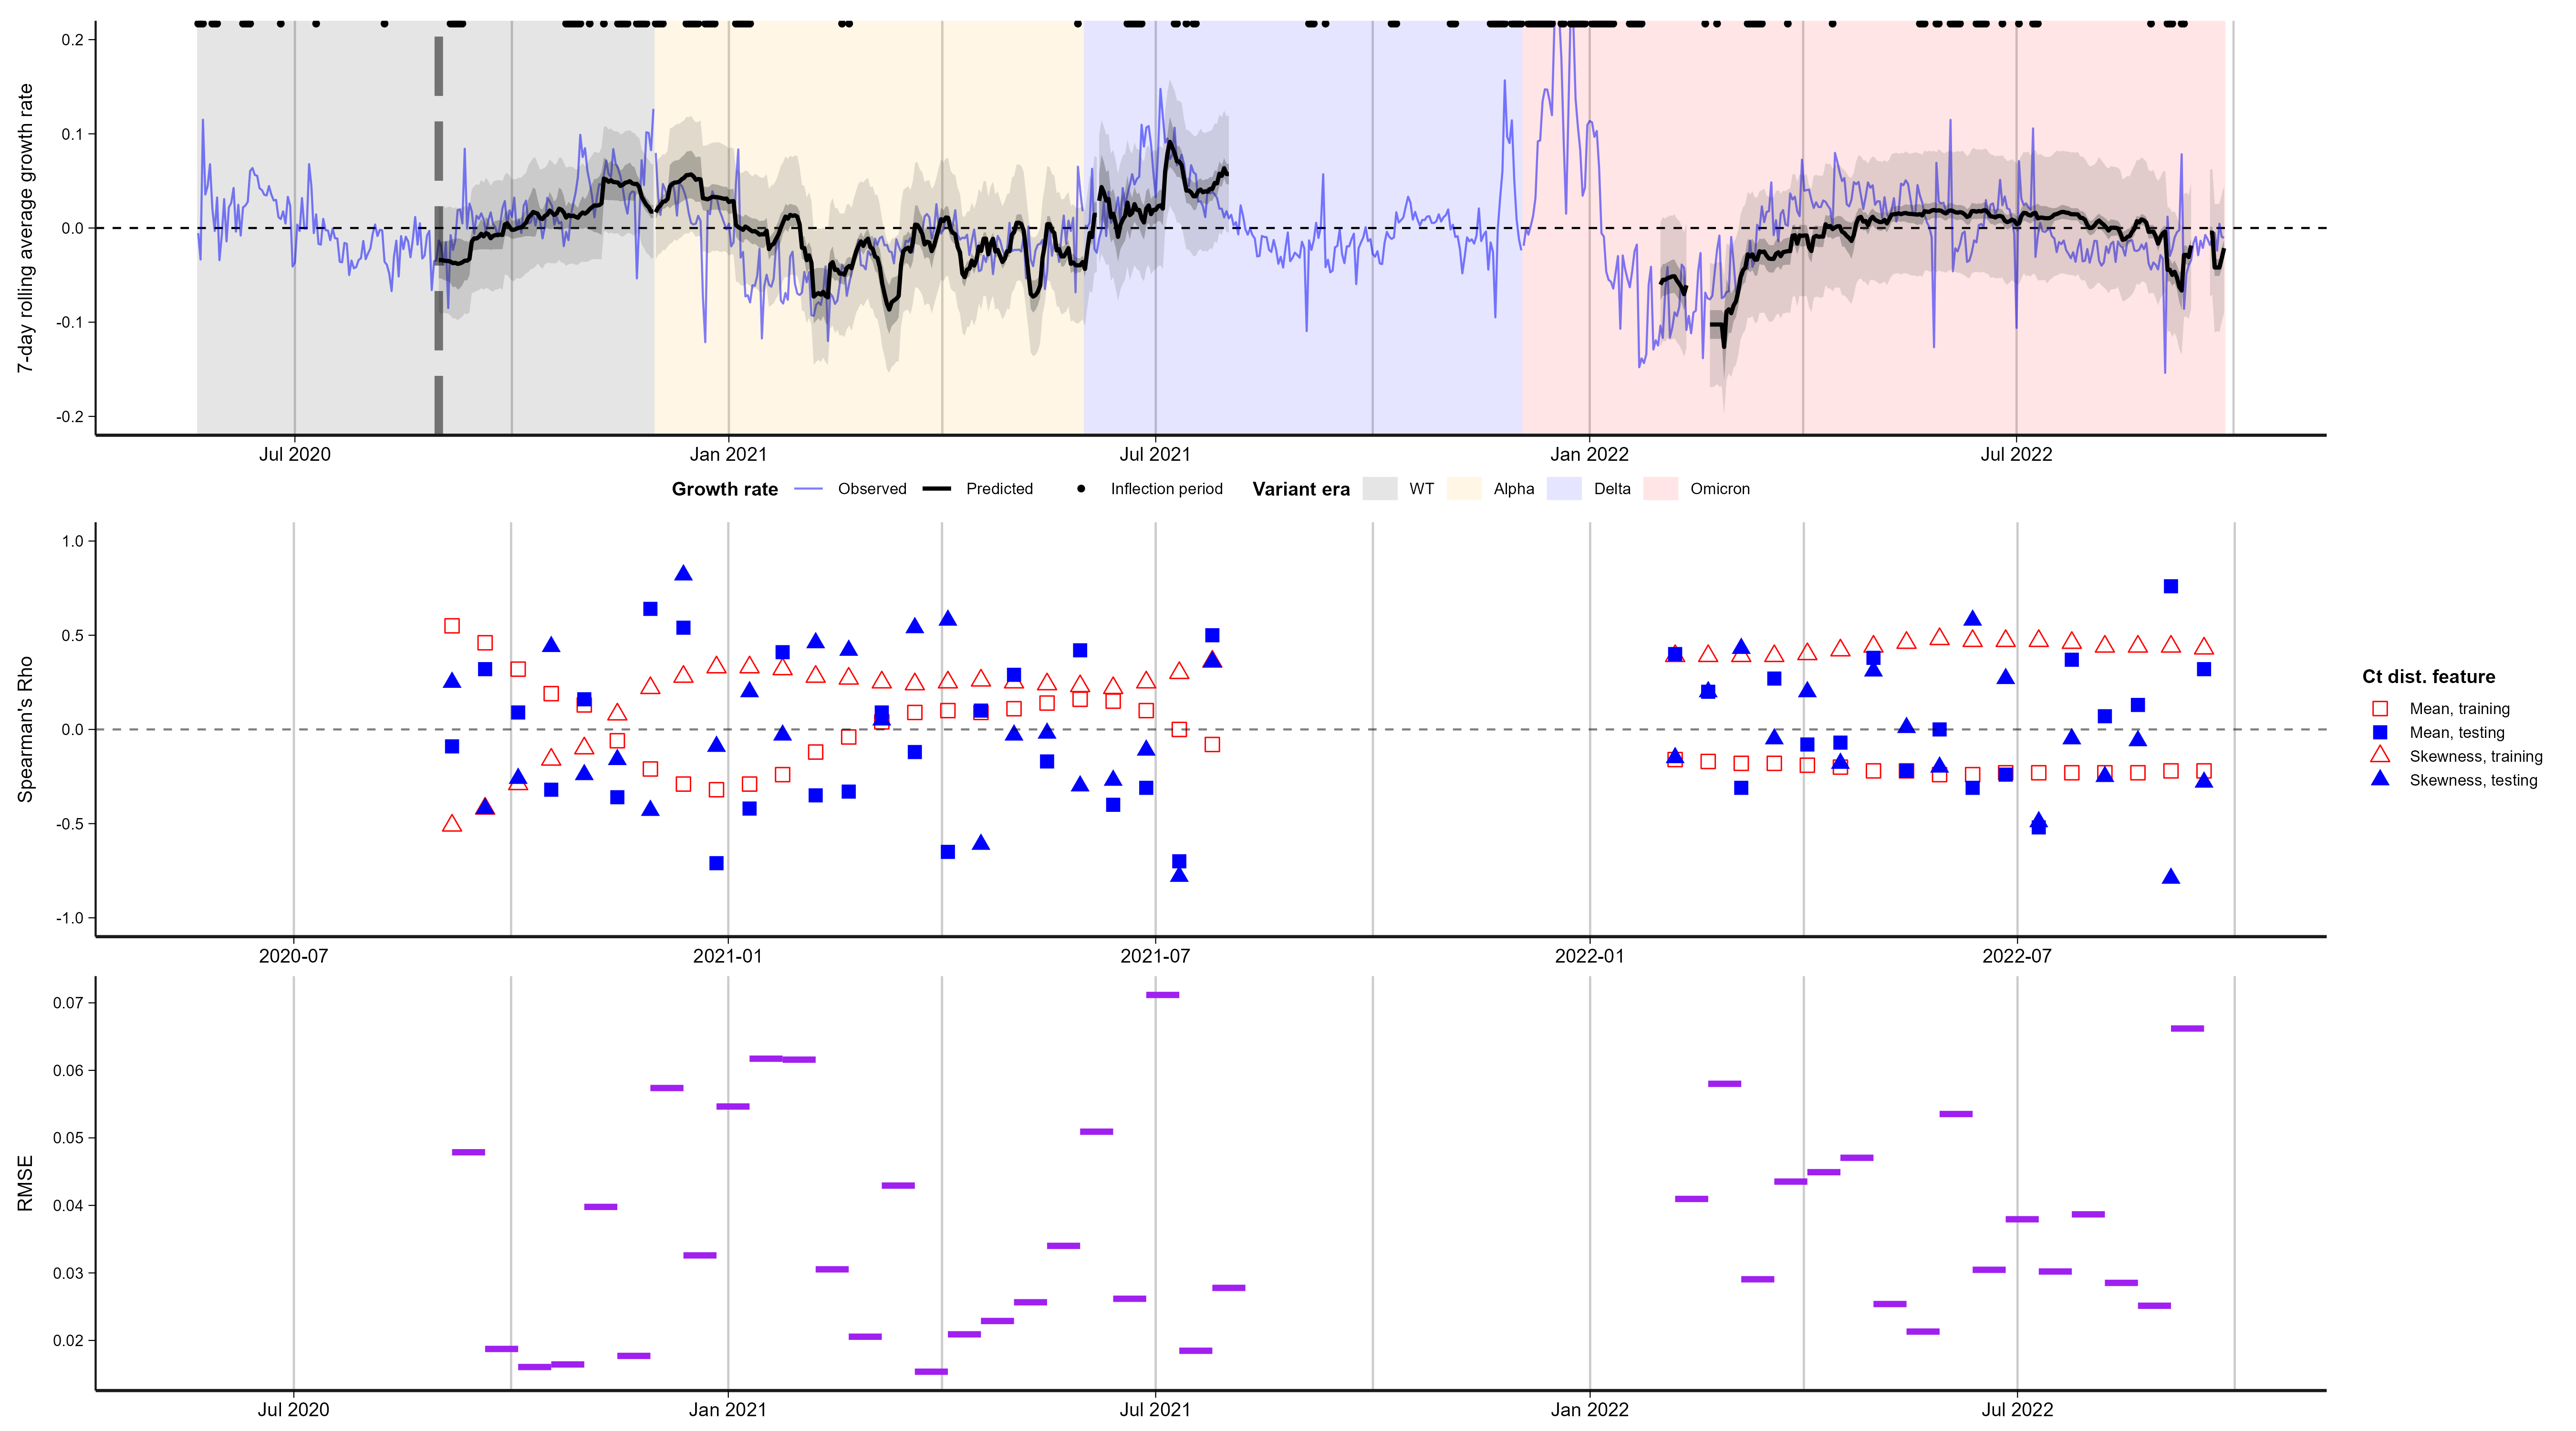 7-day rolling average growth rate
0.2
0.1
0.0
-0.1
-0.2
Jul 2020
Jan 2021
Jul 2021
Jan 2022
Jul 2022
Growth rate
Observed
Predicted
Inflection period
Variant era
WT
Alpha
Delta
Omicron
Spearman's Rho
1.0
0.5
0.0
-0.5
-1.0
2020-07
2021-01
2021-07
2022-01
2022-07
Ct dist. feature
Mean, training
Mean, testing
Skewness, training
Skewness, testing
RMSE
0.07
0.06
0.05
0.04
0.03
0.02
Jul 2020
Jan 2021
Jul 2021
Jan 2022
Jul 2022